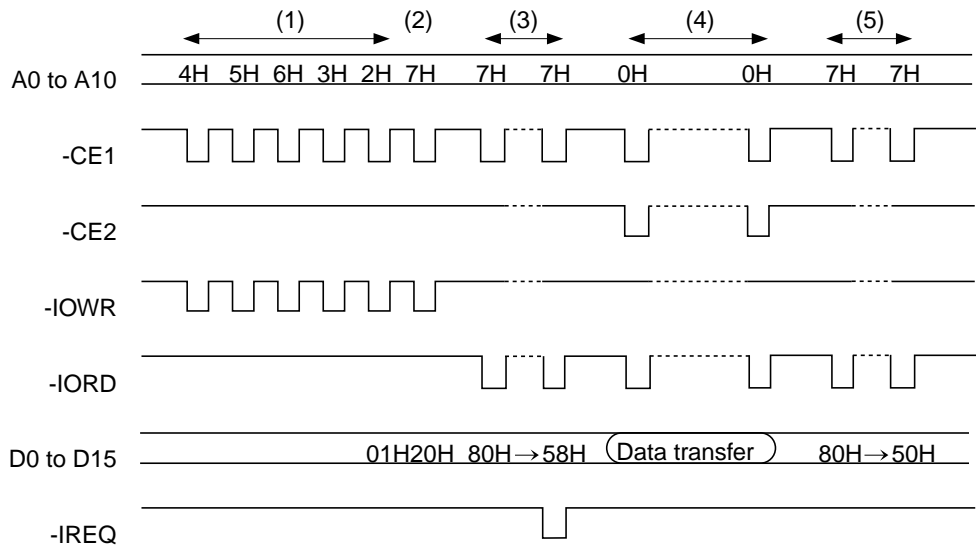 (1) (2) (3) (4) (5)
A0 to A10 4H 5H 6H 3H 2H 7H 7H 7H 0H 0H 7H 7H
-CE1
-CE2
-IOWR
-IORD
D0 to D15 01H20H 80H→58H Data transfer 80H→50H
-IREQ